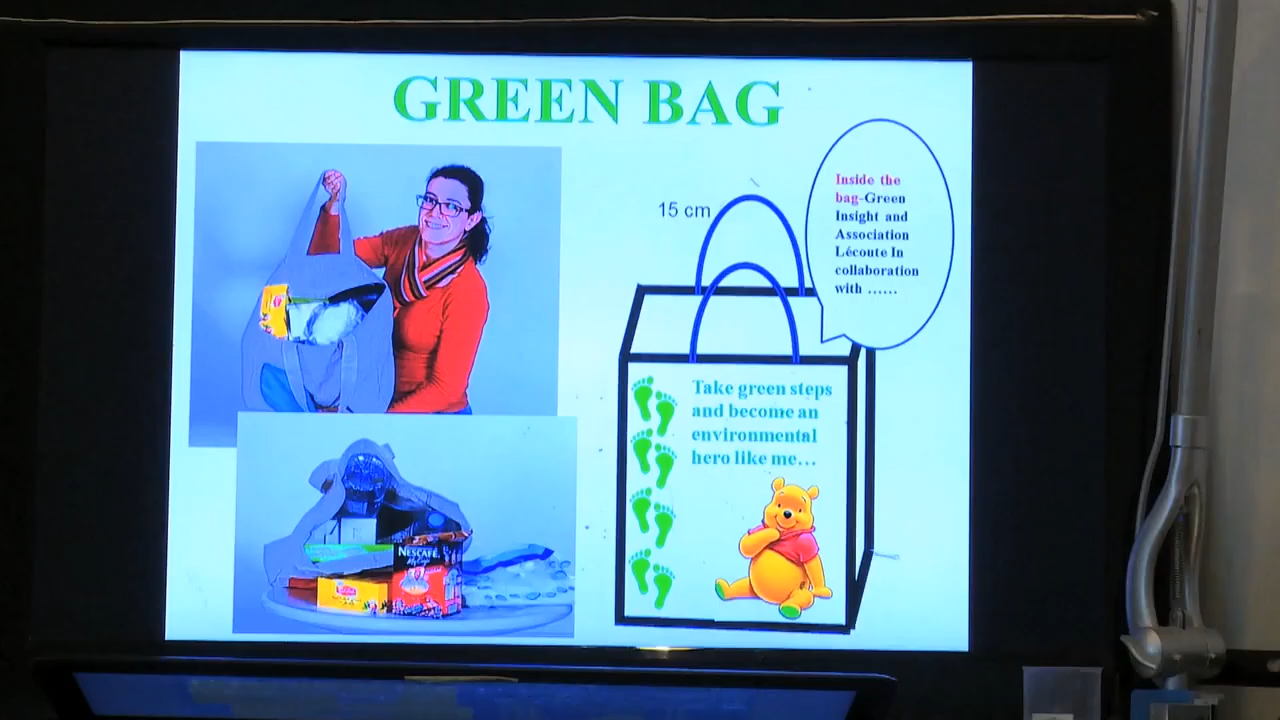 GREEN BAG
15 cm
Inside the
bag-Green
Insight and
Association
Lécoute In
collaboration
with ......
Take green steps
and become an
environmental
hero like me...
NESCAFÉ